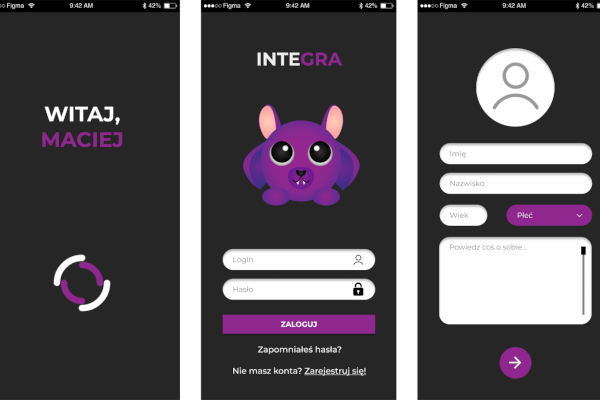 Figma
9:42 AM
42%
WITAJ,
MACIEJ
Figma
9:42 AM
42%
INTEGRA
Login
Hasło
ZALOGUJ
Zapomniałeś hasła?
Nie masz konta? Zarejestruj się!
Figma
9:42 AM
42%
Imię
Nazwisko
Wiek
Płeć
Powiedz coś o sobie...